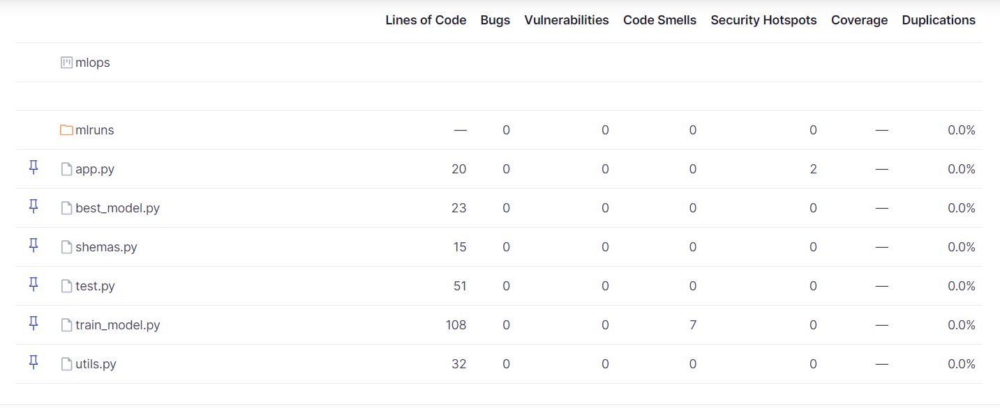 Lines of Code Bugs Vulnerabilities Code Smells Security Hotspots Coverage Duplications
mlops
mlruns — 0 0 0 0 — 0.0%
app.py 20 0 0 0 2 — 0.0%
best_model.py 23 0 0 0 0 — 0.0%
shemas.py 15 0 0 0 0 — 0.0%
test.py 51 0 0 0 0 — 0.0%
train_model.py 108 0 0 7 0 — 0.0%
utils.py 32 0 0 0 0 — 0.0%